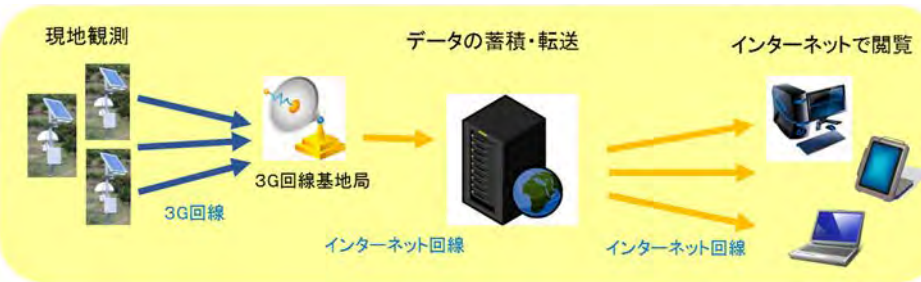 現地観測
データの蓄積・転送
インターネットで閲覧
3G回線基地局
3G回線
インターネット回線
インターネット回線